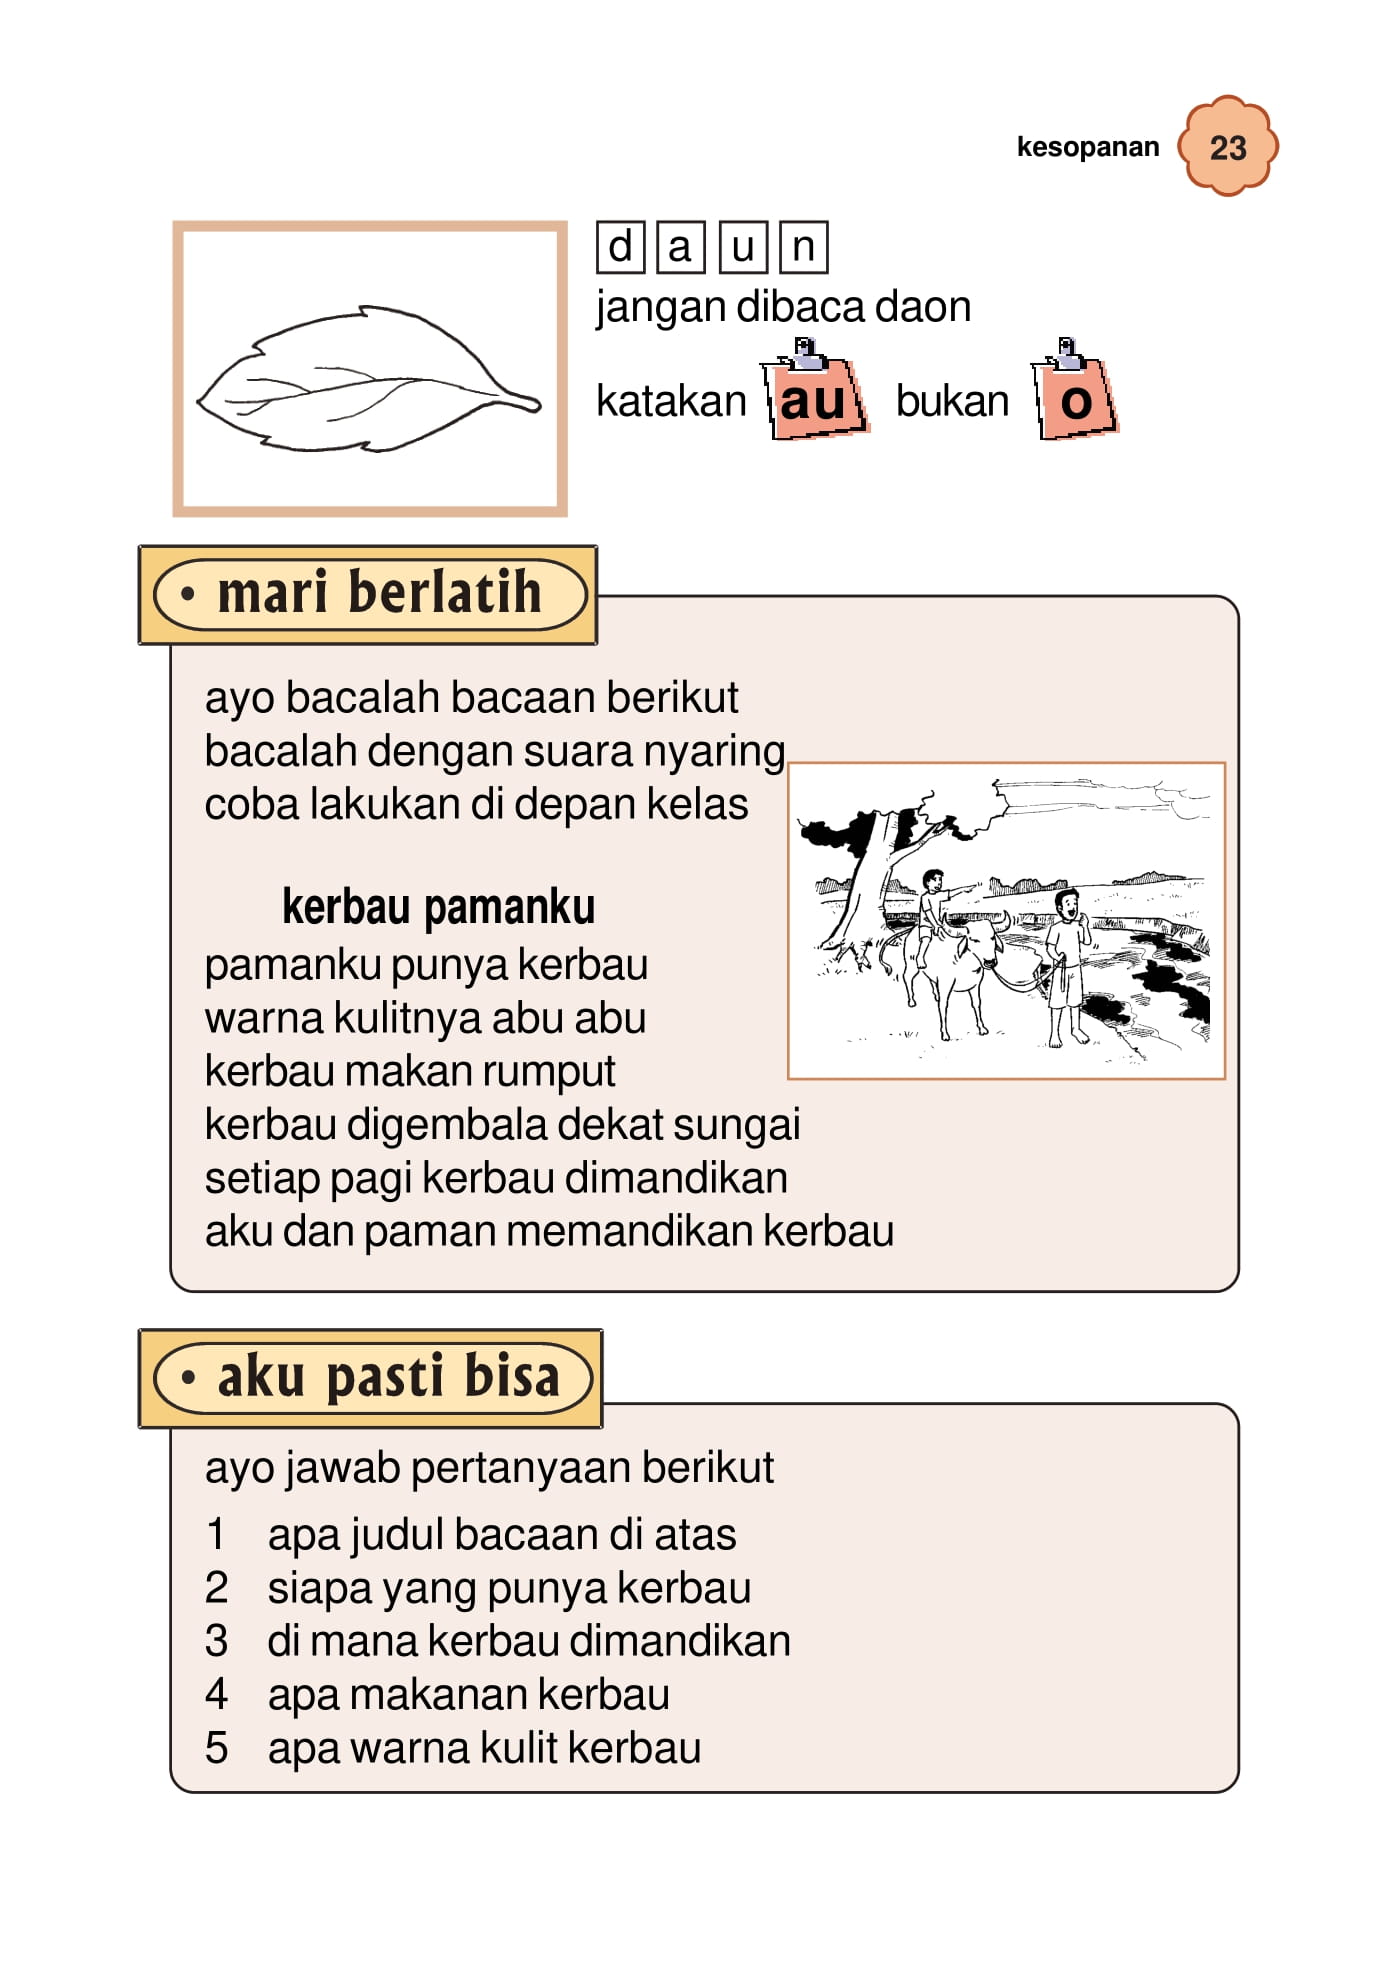 kesopanan 23
d a u n
jangan dibaca daon
katakan au bukan o
• mari berlatih
ayo bacalah bacaan berikut
bacalah dengan suara nyaring
coba lakukan di depan kelas
kerbau pamanku
pamanku punya kerbau
warna kulitnya abu abu
kerbau makan rumput
kerbau digembala dekat sungai
setiap pagi kerbau dimandikan
aku dan paman memandikan kerbau
• aku pasti bisa
ayo jawab pertanyaan berikut
1 apa judul bacaan di atas
2 siapa yang punya kerbau
3 di mana kerbau dimandikan
4 apa makanan kerbau
5 apa warna kulit kerbau